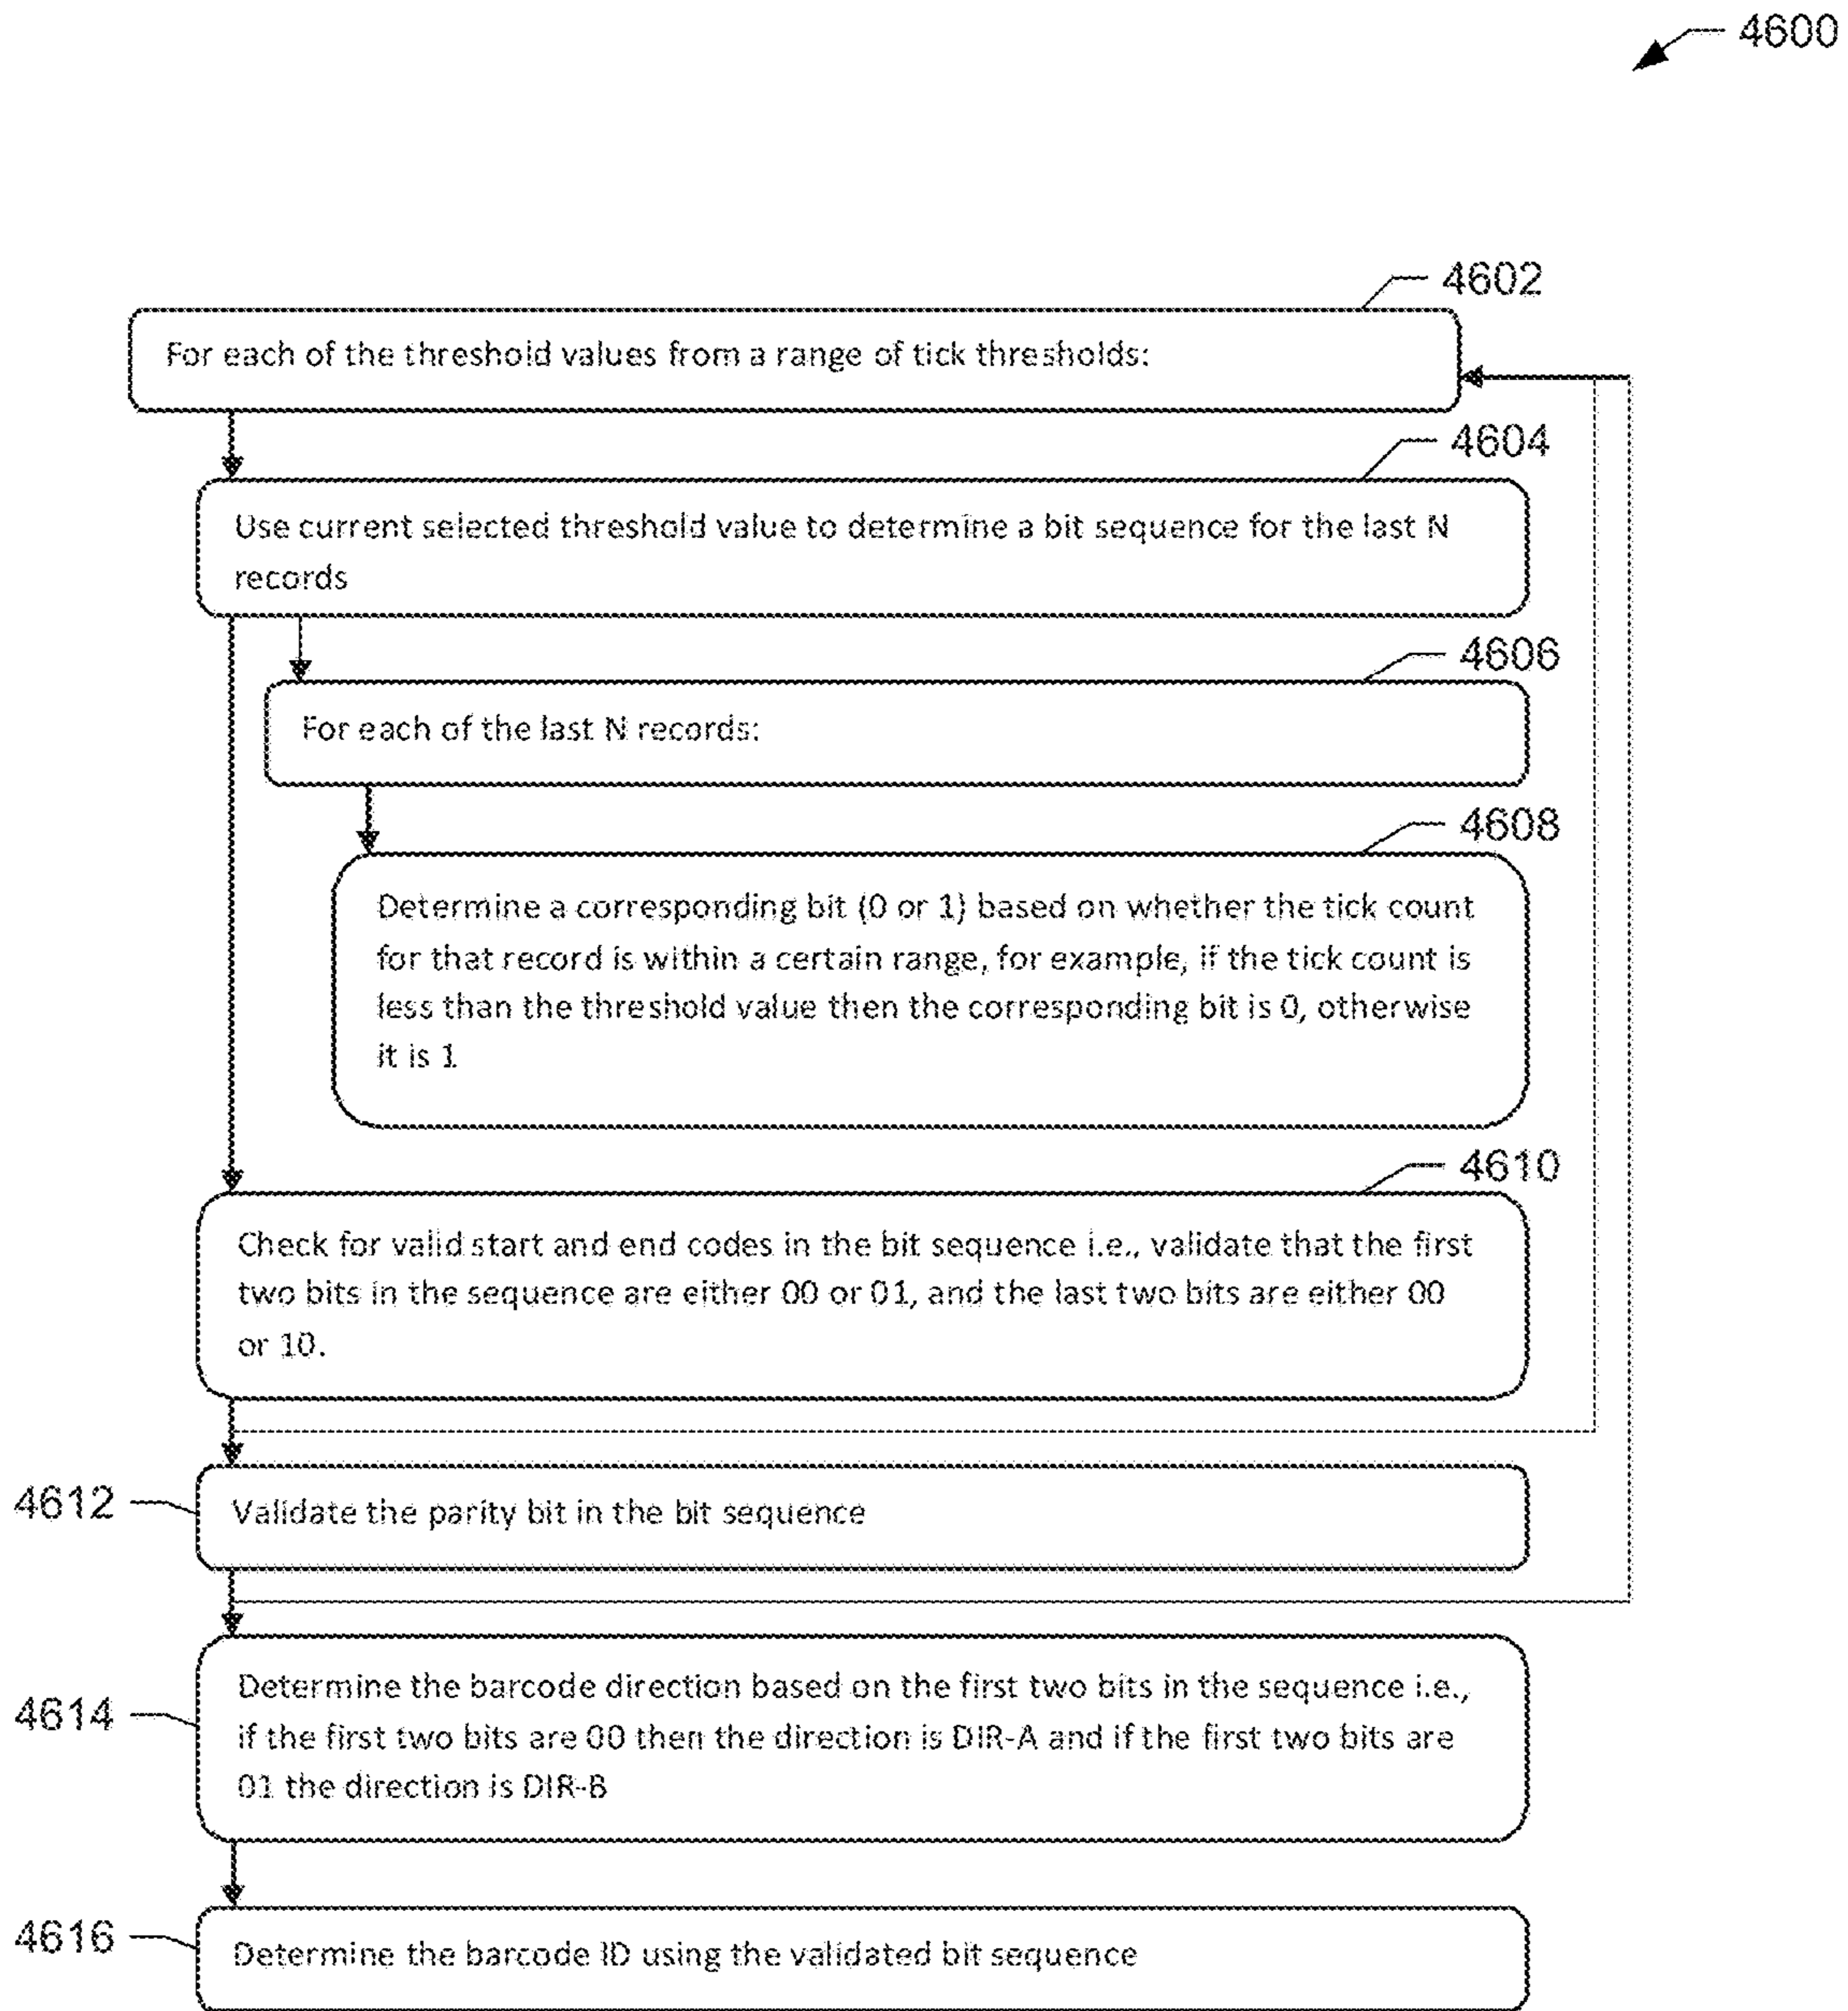 4600
4602
For each of the threshold values from a range of tick thresholds:
4604
Use current selected threshold value to determine a bit sequence for the last N
records
4606
For each of the last N records:
4608
Determine a corresponding bit (0 or 1) based on whether the tick count
for that record is within a certain range, for example, if the tick count is
less than the threshold value then the corresponding bit is 0, otherwise
it is 1
4610
Check for valid start and end codes in the bit sequence i.e., validate that the first
two bits in the sequence are either 00 or 01, and the last two bits are either 00
or 10.
4612
Validate the parity bit in the bit sequence
4614
Determine the barcode direction based on the first two bits in the sequence i.e.,
if the first two bits are 00 then the direction is DIR-A and if the first two bits are
01 the direction is DIR-B
4616
Determine the barcode ID using the validated bit sequence